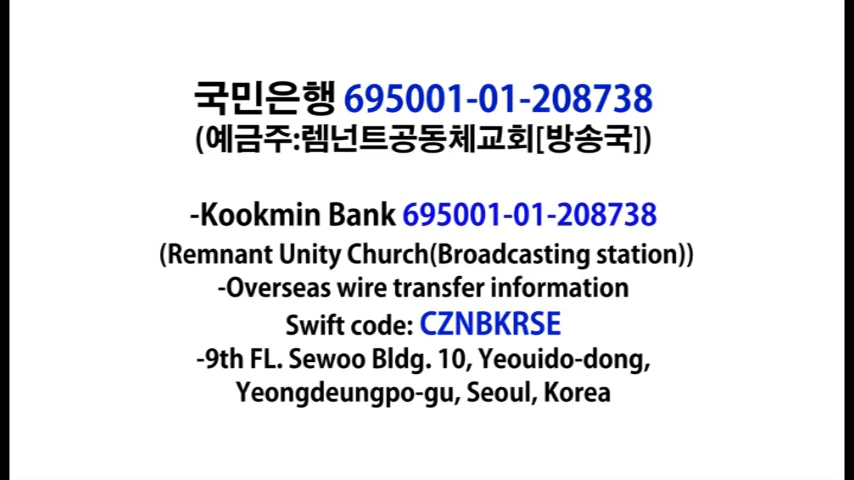 국민은행 695001-01-208738
(예금주:렘넌트공동체교회[방송국])
-Kookmin Bank 695001-01-208738
(Remnant Unity Church(Broadcasting station))
-Overseas wire transfer information
Swift code: CZNBKRSE
-9th FL. Sewoo Bldg. 10, Yeouido-dong,
Yeongdeungpo-gu, Seoul, Korea